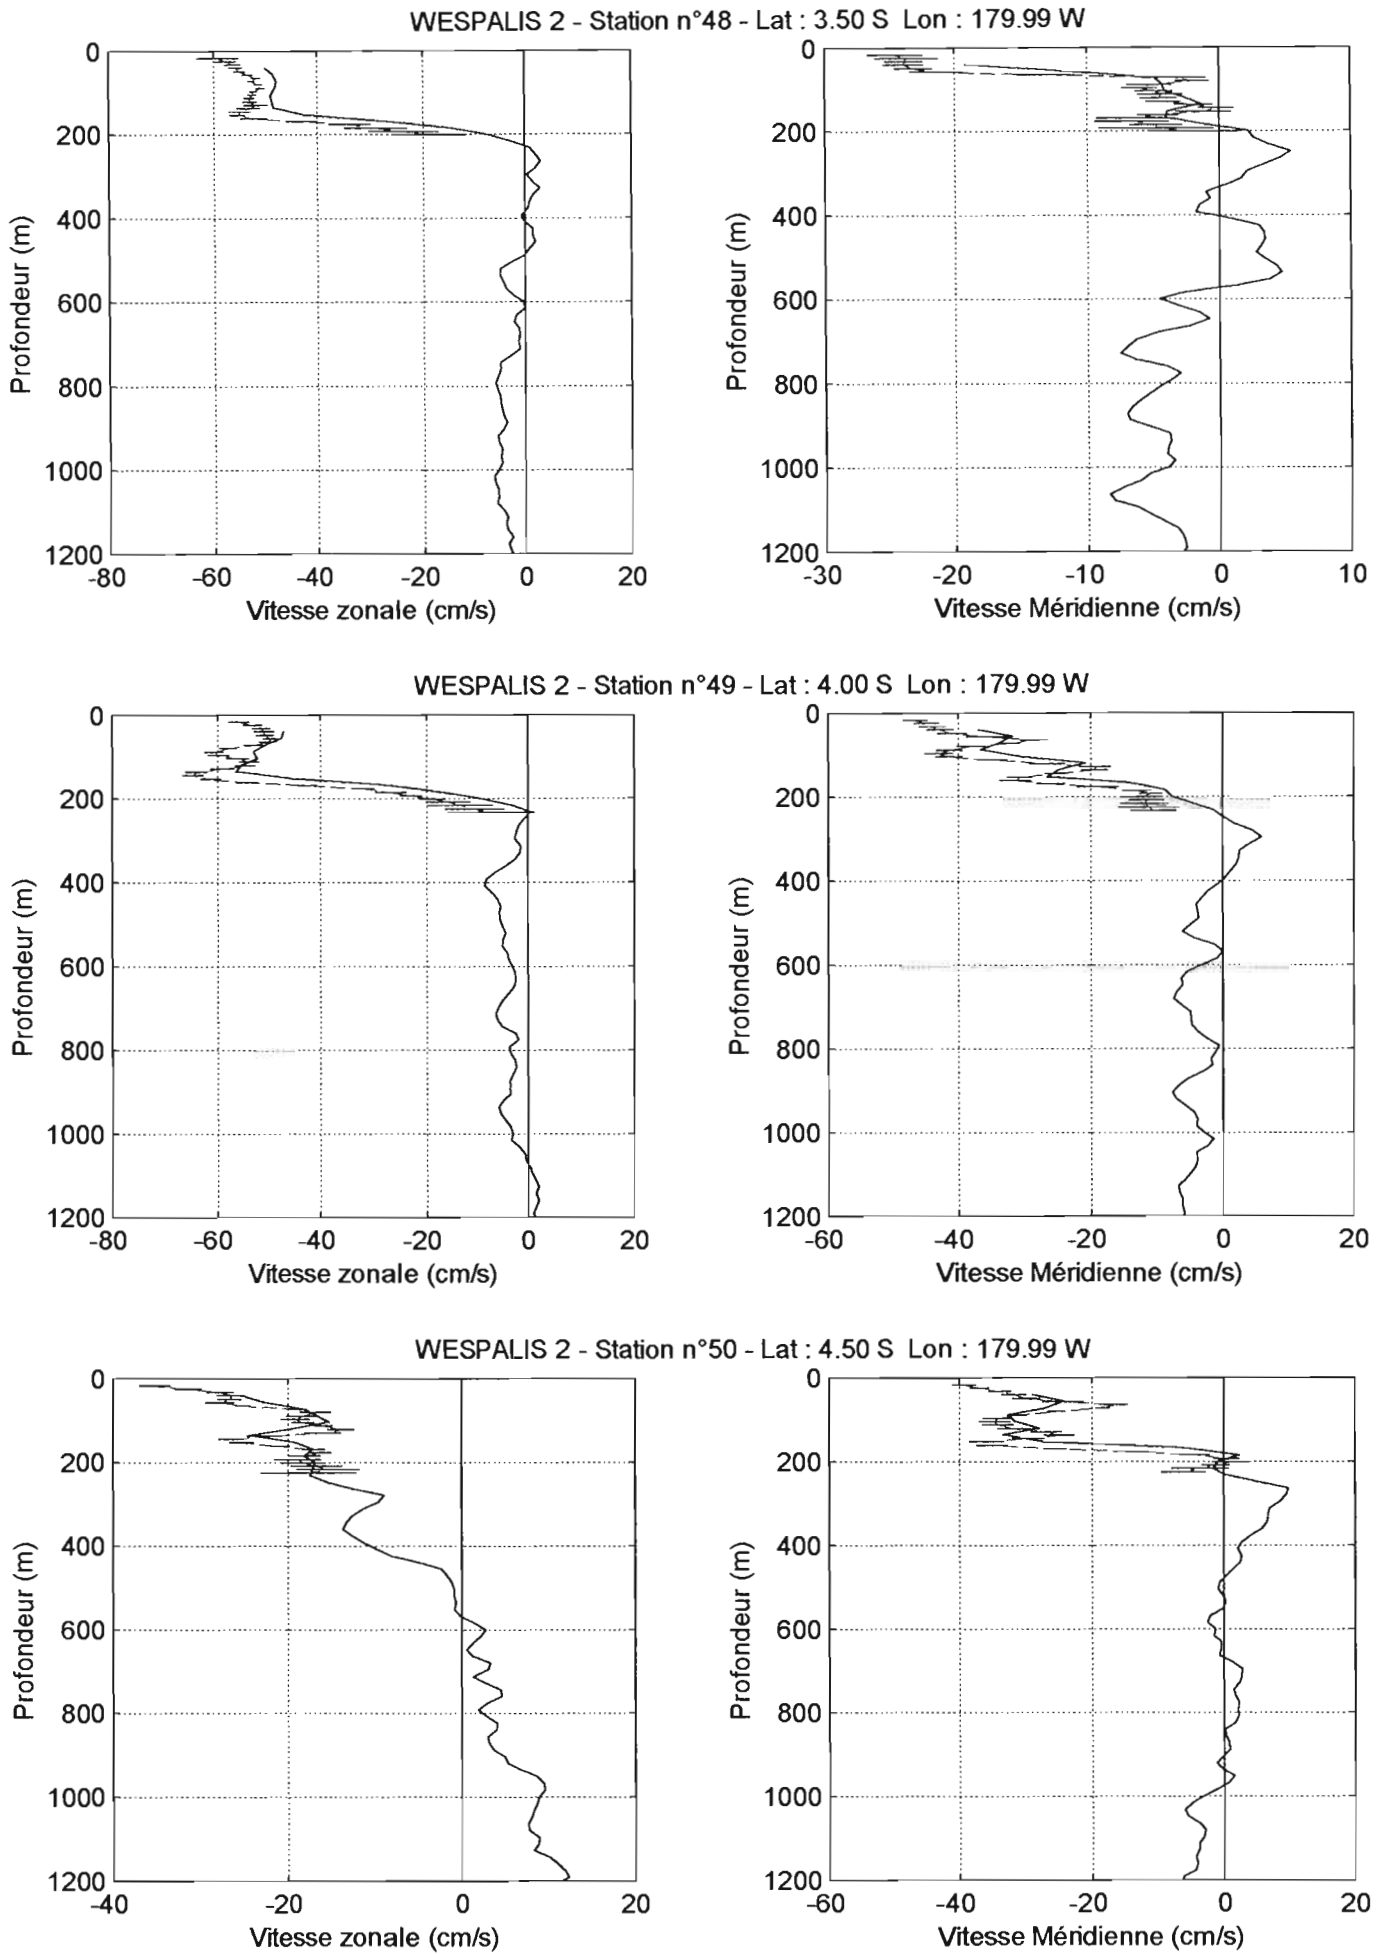 WESPALIS 2 - Station n°48 - Lat : 3.50 S Lon : 179.99 W
0
200
400
600
800
1000
1200
Profondeur (m)
-80 -60 -40 -20 0 20
Vitesse zonale (cm/s)
0
200
400
600
800
1000
1200
Profondeur (m)
-30 -20 -10 0 10
Vitesse Méridienne (cm/s)
WESPALIS 2 - Station n°49 - Lat : 4.00 S Lon : 179.99 W
0
200
400
600
800
1000
1200
Profondeur (m)
-80 -60 -40 -20 0 20
Vitesse zonale (cm/s)
0
200
400
600
800
1000
1200
Profondeur (m)
-60 -40 -20 0 20
Vitesse Méridienne (cm/s)
WESPALIS 2 - Station n°50 - Lat : 4.50 S Lon : 179.99 W
0
200
400
600
800
1000
1200
Profondeur (m)
-40 -20 0 20
Vitesse zonale (cm/s)
0
200
400
600
800
1000
1200
Profondeur (m)
-60 -40 -20 0 20
Vitesse Méridienne (cm/s)